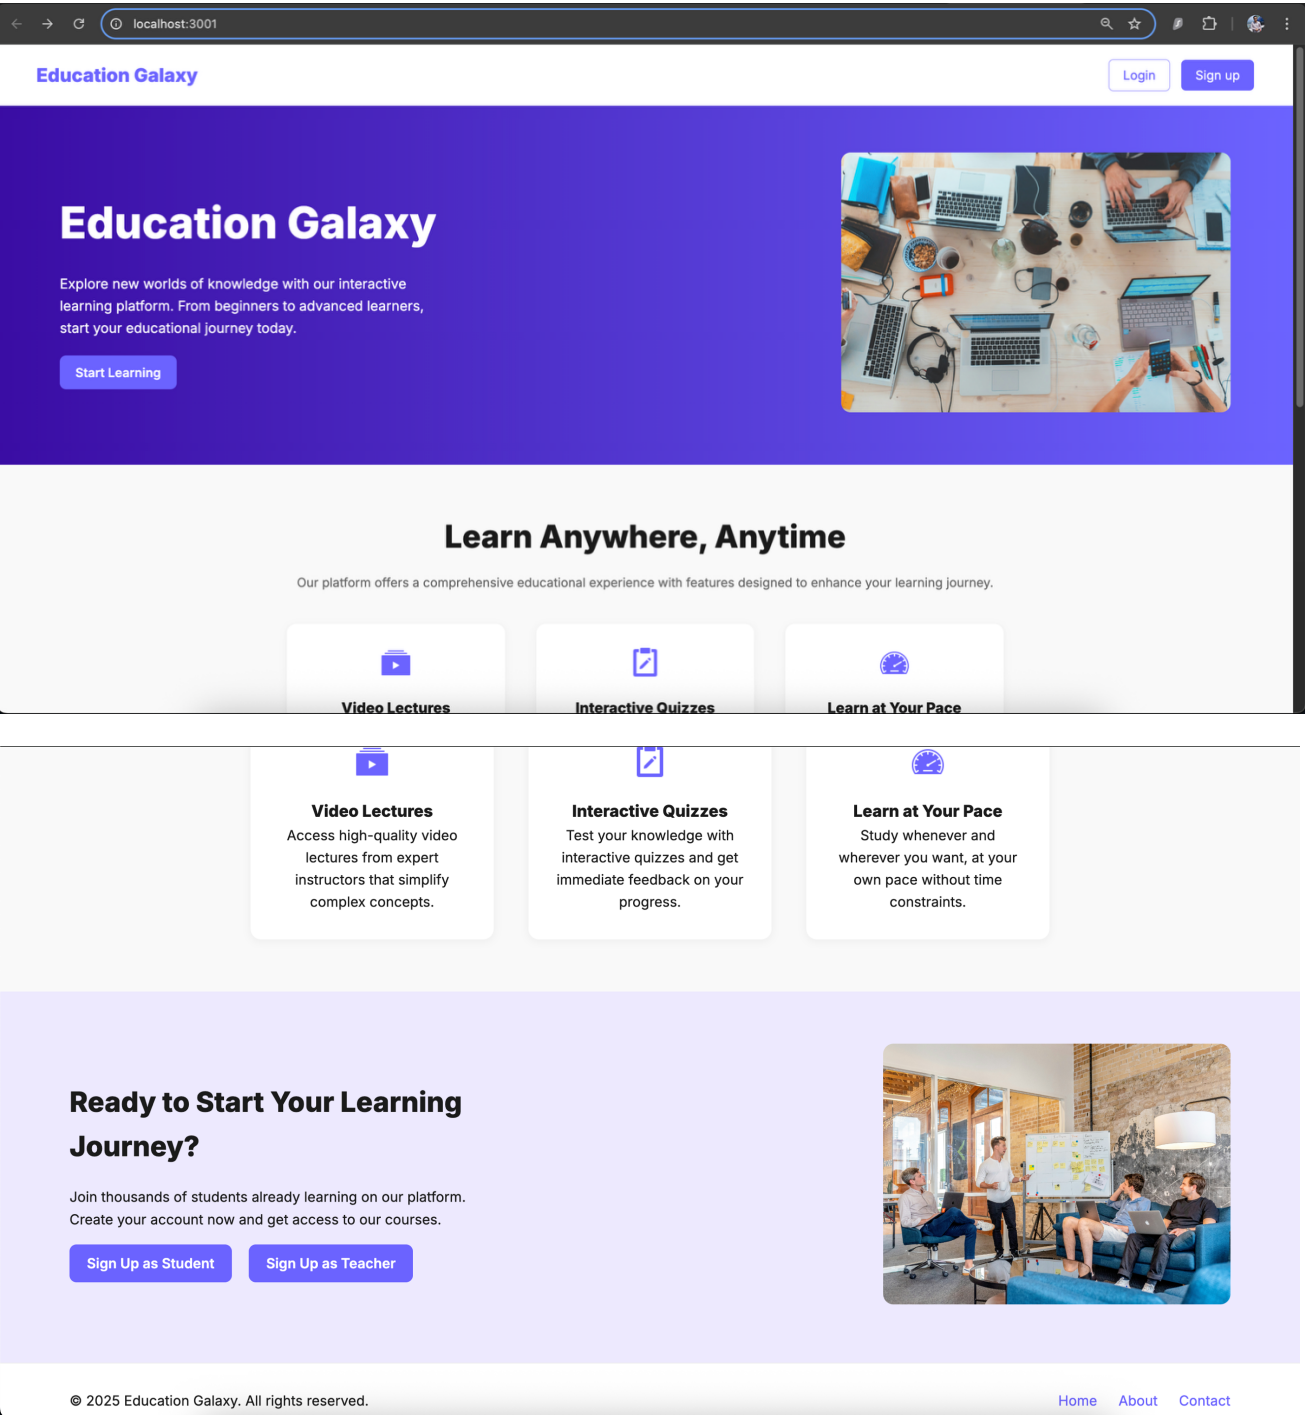 localhost:3001
Education Galaxy
Login
Sign up
Education Galaxy
Explore new worlds of knowledge with our interactive
learning platform. From beginners to advanced learners,
start your educational journey today.
Start Learning
Learn Anywhere, Anytime
Our platform offers a comprehensive educational experience with features designed to enhance your learning journey.
Video Lectures
Interactive Quizzes
Learn at Your Pace
Video Lectures
Access high-quality video
lectures from expert
instructors that simplify
complex concepts.
Interactive Quizzes
Test your knowledge with
interactive quizzes and get
immediate feedback on your
progress.
Learn at Your Pace
Study whenever and
wherever you want, at your
own pace without time
constraints.
Ready to Start Your Learning
Journey?
Join thousands of students already learning on our platform.
Create your account now and get access to our courses.
Sign Up as Student
Sign Up as Teacher
© 2025 Education Galaxy. All rights reserved.
Home
About
Contact